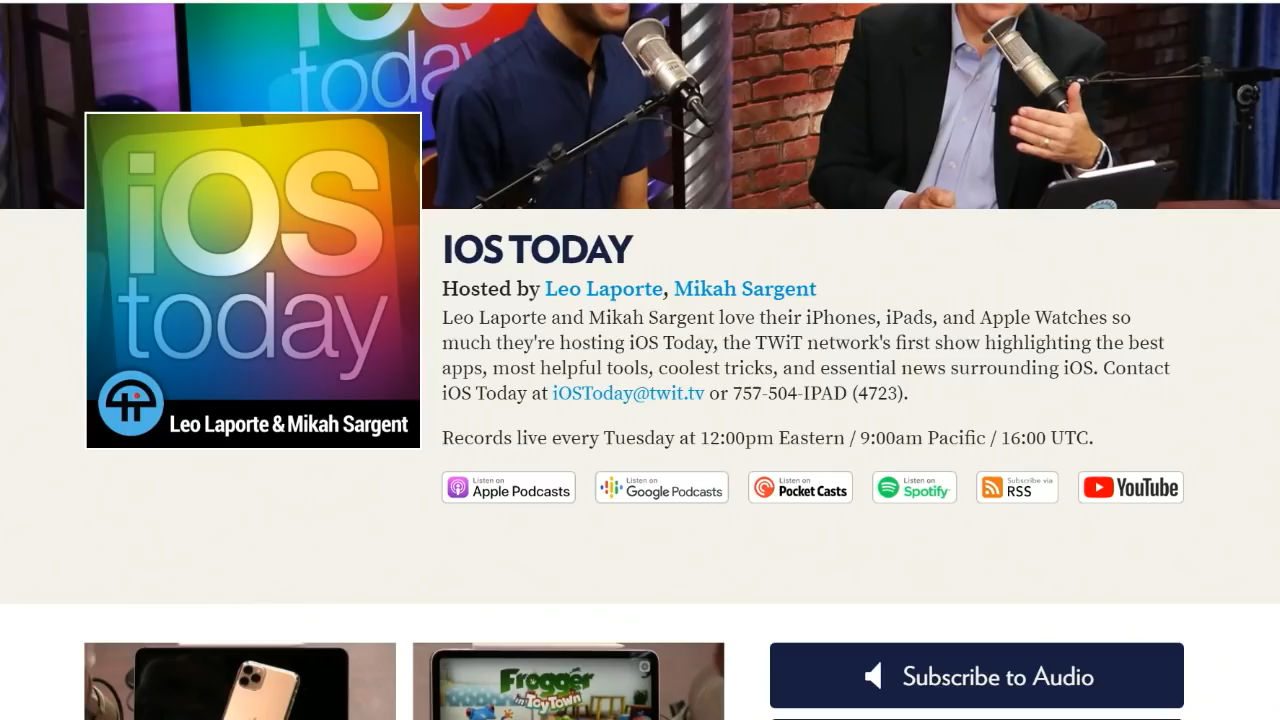 iOS
today
iOS
today
Leo Laporte & Mikah Sargent
IOS TODAY
Hosted by Leo Laporte, Mikah Sargent
Leo Laporte and Mikah Sargent love their iPhones, iPads, and Apple Watches so
much they're hosting iOS Today, the TWiT network's first show highlighting the best
apps, most helpful tools, coolest tricks, and essential news surrounding iOS. Contact
iOS Today at iOSToday@twit.tv or 757-504-IPAD (4723).
Records live every Tuesday at 12:00pm Eastern / 9:00am Pacific / 16:00 UTC.
Listen on
Apple Podcasts
Listen on
Google Podcasts
Listen on
Pocket Casts
Listen on
Spotify
Subscribe via
RSS
YouTube
Frogger
in Toy Town
Subscribe to Audio